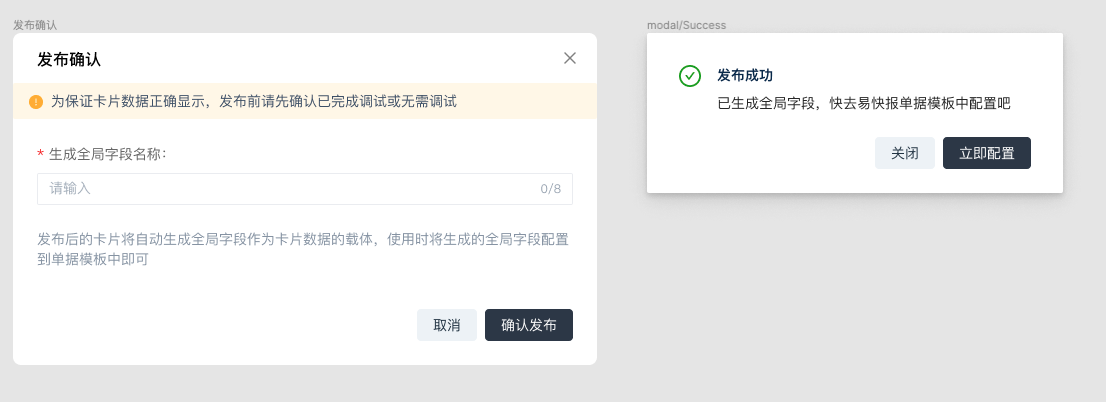 发布确认
发布确认
为保证卡片数据正确显示，发布前请先确认已完成调试或无需调试
* 生成全局字段名称：
请输入 0/8
发布后的卡片将自动生成全局字段作为卡片数据的载体，使用时将生成的全局字段配置
到单据模板中即可
取消 确认发布
modal/Success
发布成功
已生成全局字段，快去易快报单据模板中配置吧
关闭 立即配置